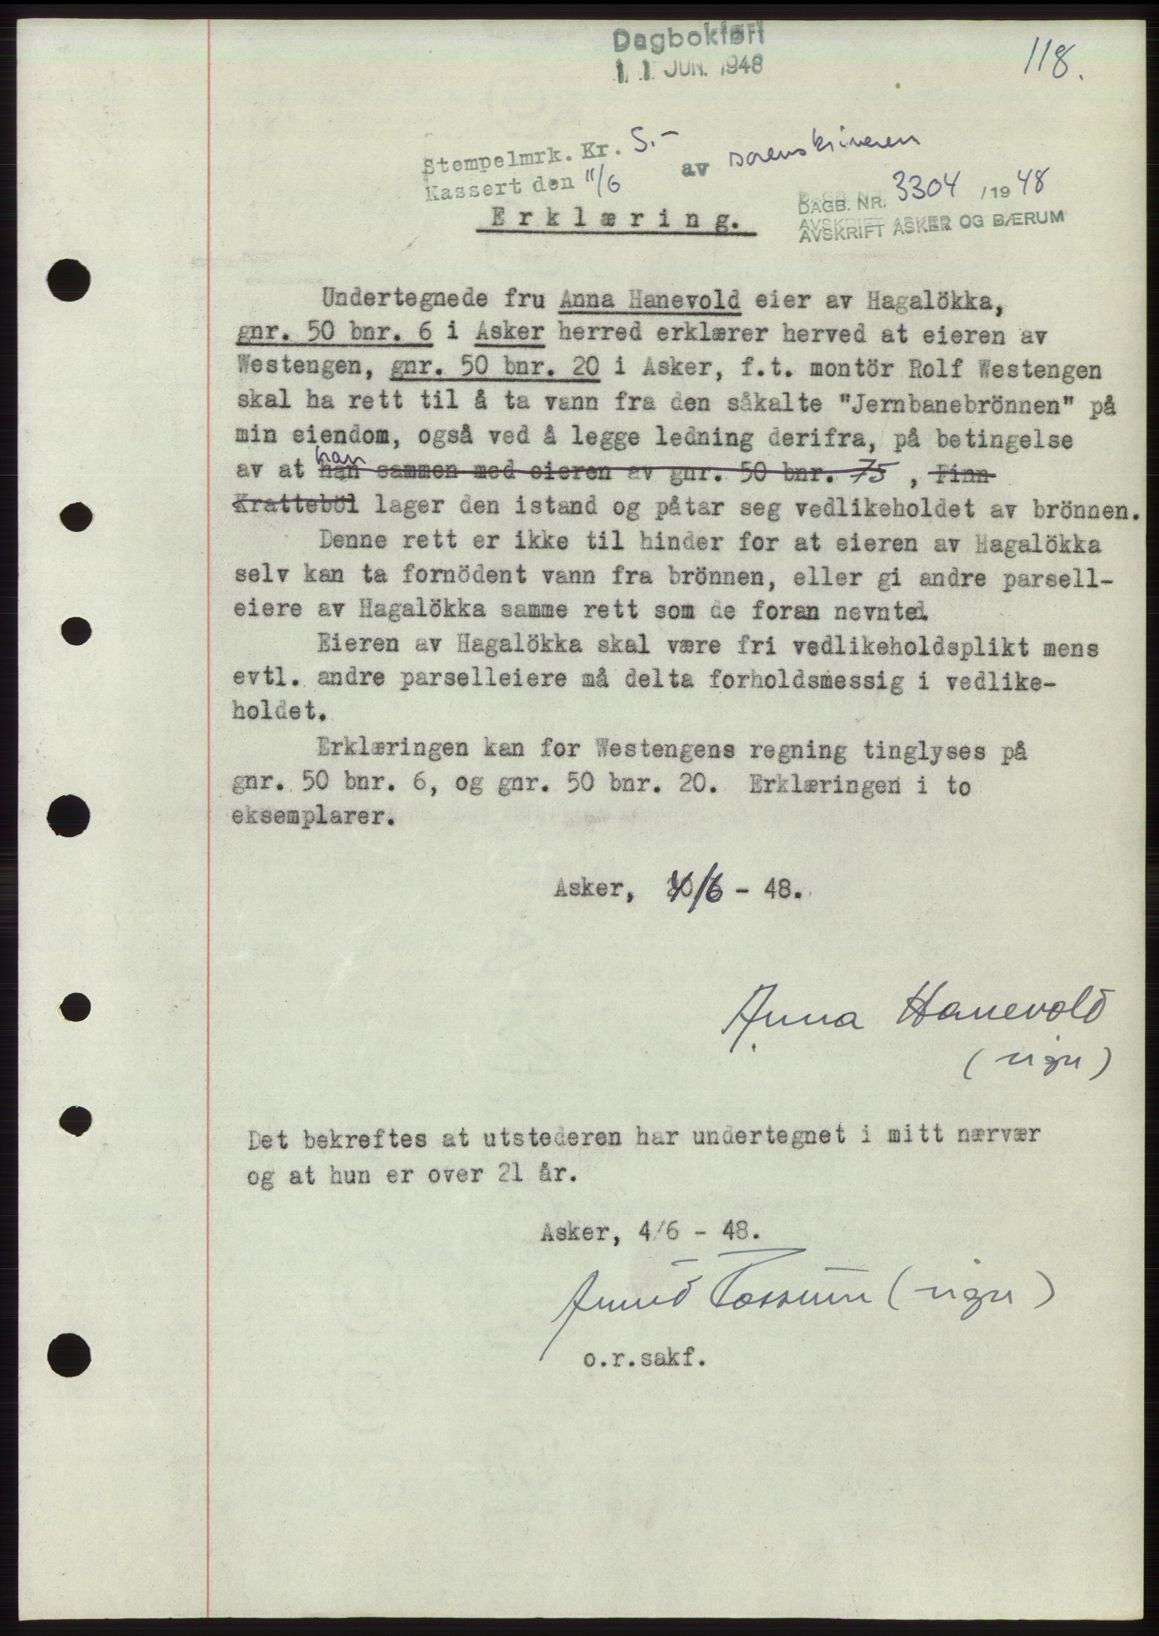 Dagbokført
11 JUN. 1948
118.
Stempelmrk. Kr. 5.-
Kassert den 11/6 av sorenskriveren
DAGB. NR. 3304 /1948
AVSKRIFT ASKER OG BÆRUM
Erklæring.
Undertegnede fru Anna Hanevold eier av Hagalökka,
gnr. 50 bnr. 6 i Asker herred erklærer herved at eieren av
Westengen, gnr. 50 bnr. 20 i Asker, f.t. montör Rolf Westengen
skal ha rett til å ta vann fra den såkalte "Jernbanebrönnen" på
min eiendom, også ved å legge ledning derifra, på betingelse
han
av at han sammen med eieren av gnr. 50 bnr. 75, Finn
Kratteböl lager den istand og påtar seg vedlikeholdet av brönnen.
Denne rett er ikke til hinder for at eieren av Hagalökka
selv kan ta fornödent vann fra brönnen, eller gi andre parsell-
eiere av Hagalökka samme rett som de foran nevnte.
Eieren av Hagalökka skal være fri vedlikeholdsplikt mens
evtl. andre parselleiere må delta forholdsmessig i vedlike-
holdet.
Erklæringen kan for Westengens regning tinglyses på
gnr. 50 bnr. 6, og gnr. 50 bnr. 20. Erklæringen i to
eksemplarer.
Asker, 4/6 - 48.
Anna Hanevold
(sign)
Det bekreftes at utstederen har undertegnet i mitt nærvær
og at hun er over 21 år.
Asker, 4/6 - 48.
Fossum (sign)
o.r.sakf.